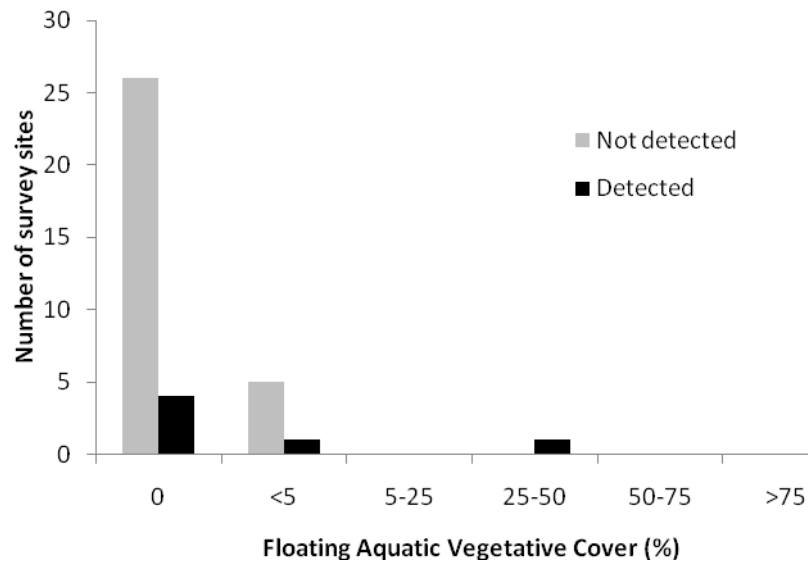 30
25
20
15
10
5
0
Number of survey sites
Not detected
Detected
0 <5 5-25 25-50 50-75 >75
Floating Aquatic Vegetative Cover (%)